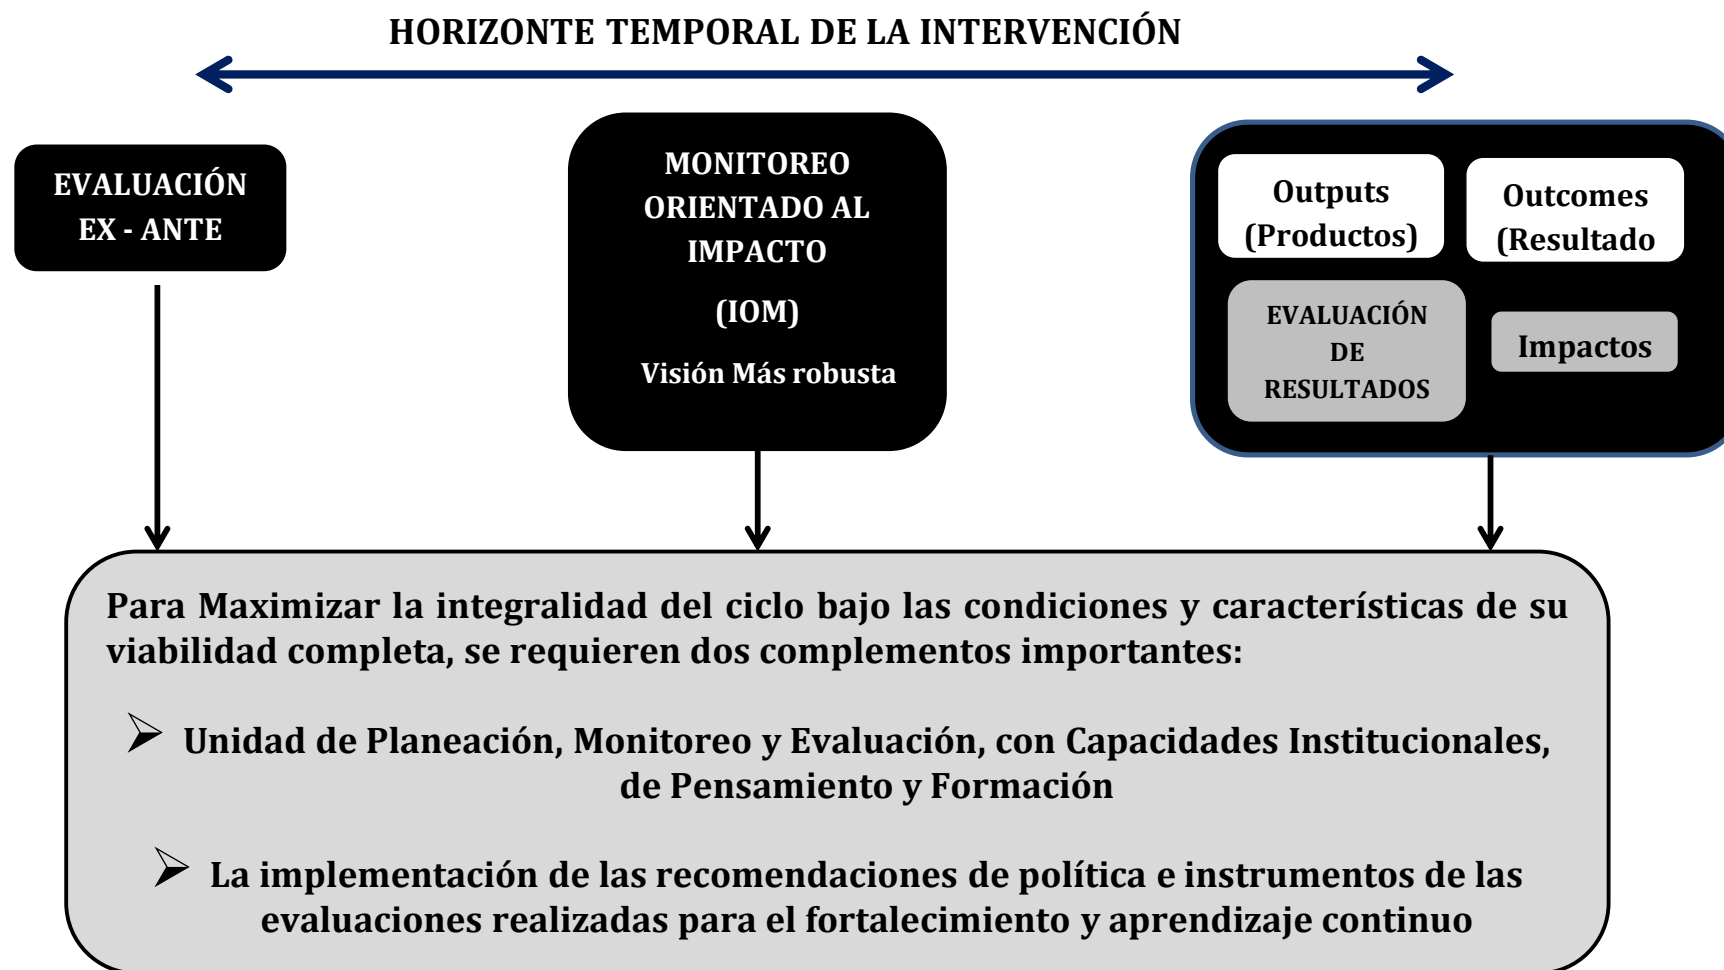 HORIZONTE TEMPORAL DE LA INTERVENCIÓN
EVALUACIÓN
EX - ANTE
MONITOREO
ORIENTADO AL
IMPACTO
(IOM)
Visión Más robusta
Outputs
(Productos)
Outcomes
(Resultado
EVALUACIÓN
DE
RESULTADOS
Impactos
Para Maximizar la integralidad del ciclo bajo las condiciones y características de su
viabilidad completa, se requieren dos complementos importantes:
Unidad de Planeación, Monitoreo y Evaluación, con Capacidades Institucionales,
de Pensamiento y Formación
La implementación de las recomendaciones de política e instrumentos de las
evaluaciones realizadas para el fortalecimiento y aprendizaje continuo